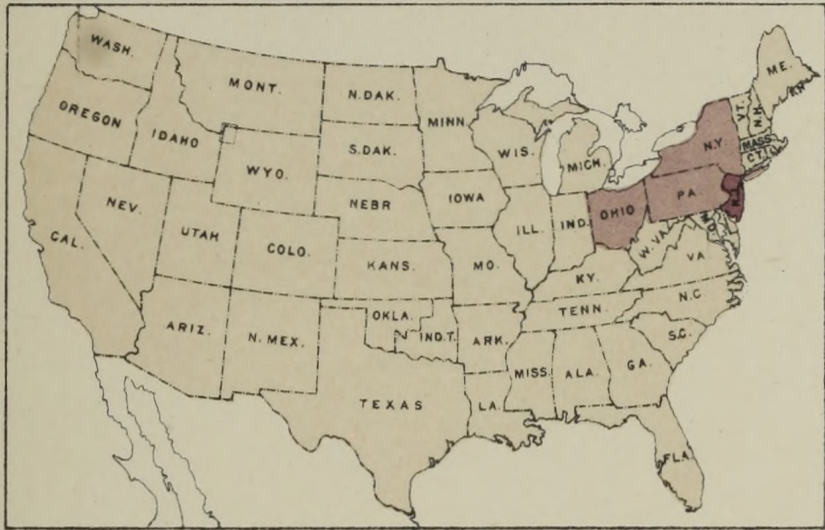 WASH.
MONT.
N.DAK.
MINN.
ME.
OREGON
IDAHO
VT.
N.H.
S.DAK.
WIS.
MICH.
N.Y.
MASS.
CT.
WYO.
NEBR
IOWA
PA.
N.J.
NEV.
UTAH
COLO.
ILL.
IND.
OHIO
W.VA.
CAL.
KANS.
MO.
KY.
VA
N.C
TENN.
ARIZ.
N.MEX.
OKLA.
IND.T.
ARK.
S.C.
MISS.
ALA.
GA.
TEXAS
LA.
FLA.